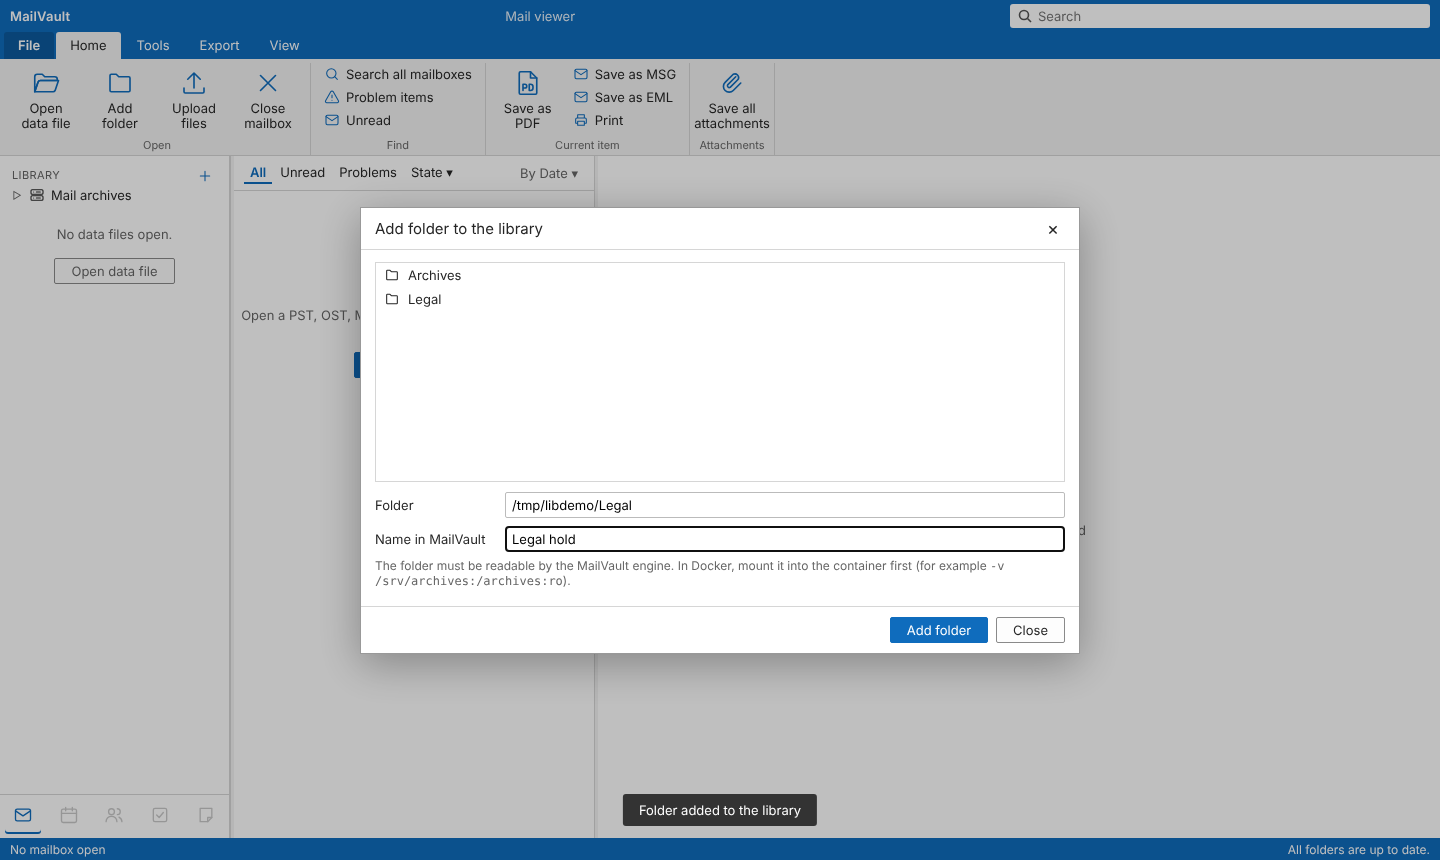 MailVault
Mail viewer
Search
File
Home
Tools
Export
View
Open
data file
Add
folder
Upload
files
Close
mailbox
Open
Search all mailboxes
Problem items
Unread
Find
PD
Save as
PDF
Save as MSG
Save as EML
Print
Current item
Save all
attachments
Attachments
LIBRARY
Mail archives
No data files open.
Open data file
All
Unread
Problems
State ▾
By Date ▾
Open a PST, OST,
Add folder to the library
Archives
Legal
Folder
/tmp/libdemo/Legal
Name in MailVault
Legal hold
The folder must be readable by the MailVault engine. In Docker, mount it into the container first (for example -v
/srv/archives:/archives:ro).
Add folder
Close
Folder added to the library
No mailbox open
All folders are up to date.